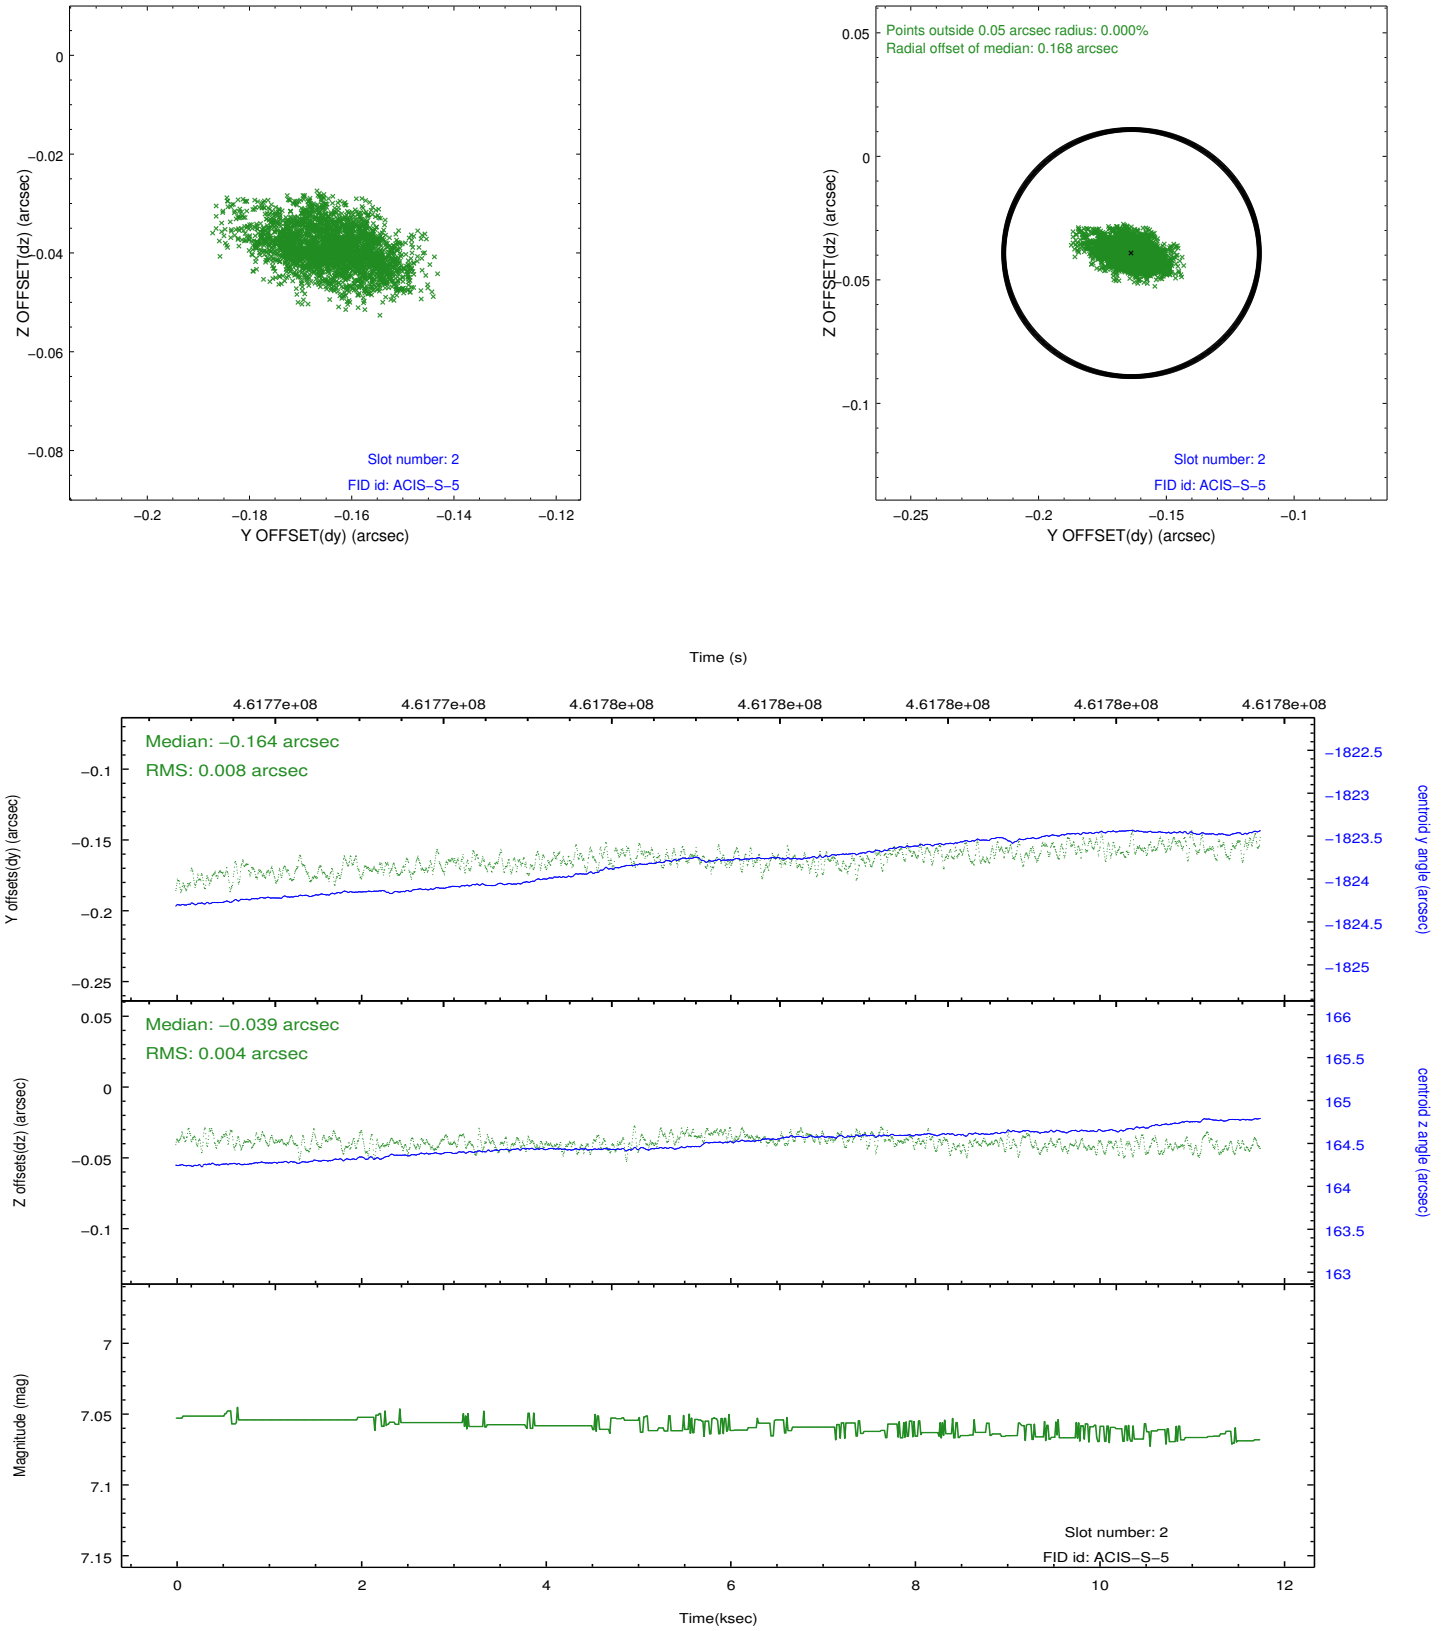 0
−0.02
−0.04
−0.06
−0.08
Z OFFSET(dz) (arcsec)
Slot number: 2
FID id: ACIS−S−5
−0.2
−0.18
−0.16
−0.14
−0.12
Y OFFSET(dy) (arcsec)
Points outside 0.05 arcsec radius: 0.000%
Radial offset of median: 0.168 arcsec
0.05
0
−0.05
−0.1
Z OFFSET(dz) (arcsec)
Slot number: 2
FID id: ACIS−S−5
−0.25
−0.2
−0.15
−0.1
Y OFFSET(dy) (arcsec)
Time (s)
4.6177e+08
4.6177e+08
4.6178e+08
4.6178e+08
4.6178e+08
4.6178e+08
4.6178e+08
Median: −0.164 arcsec
RMS: 0.008 arcsec
−0.1
−0.15
−0.2
−0.25
Y offsets(dy) (arcsec)
−1822.5
−1823
−1823.5
−1824
−1824.5
−1825
centroid y angle (arcsec)
Median: −0.039 arcsec
RMS: 0.004 arcsec
0.05
0
−0.05
−0.1
Z offsets(dz) (arcsec)
166
165.5
165
164.5
164
163.5
163
centroid z angle (arcsec)
7
7.05
7.1
7.15
Magnitude (mag)
Slot number: 2
FID id: ACIS−S−5
0
2
4
6
8
10
12
Time(ksec)